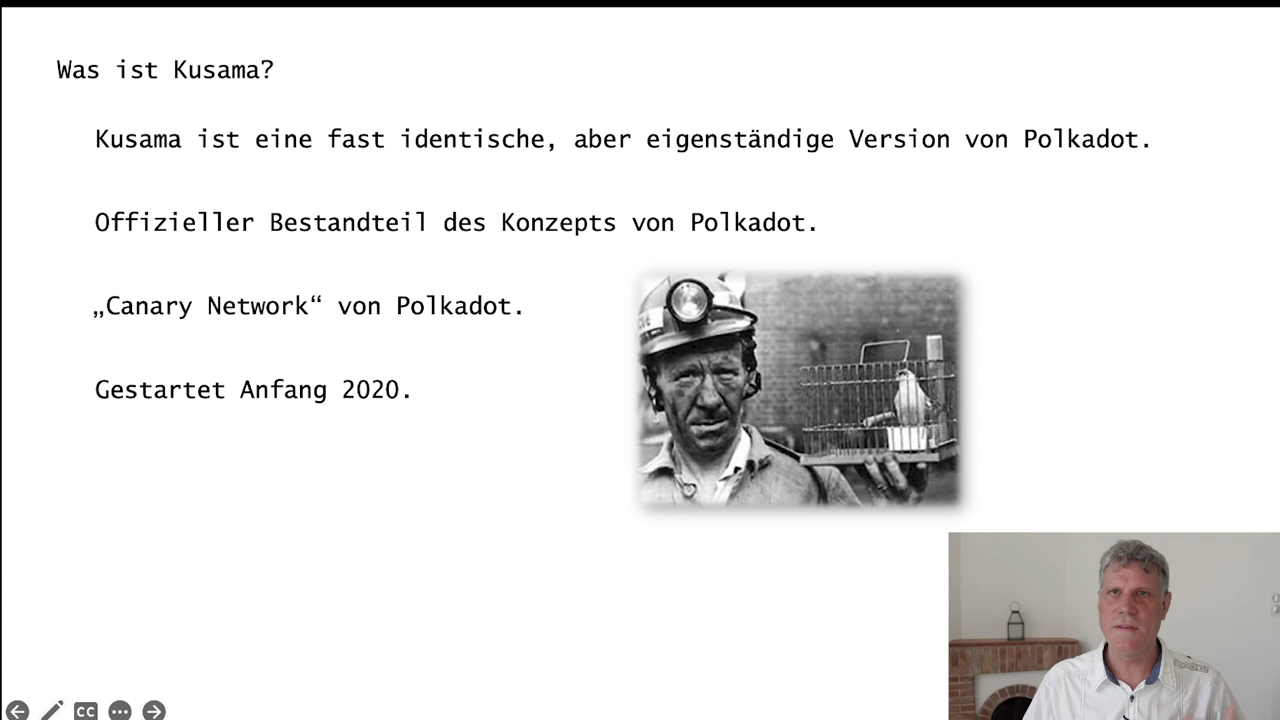 Was ist Kusama?
Kusama ist eine fast identische, aber eigenständige Version von Polkadot.
Offizieller Bestandteil des Konzepts von Polkadot.
„Canary Network“ von Polkadot.
Gestartet Anfang 2020.
CC